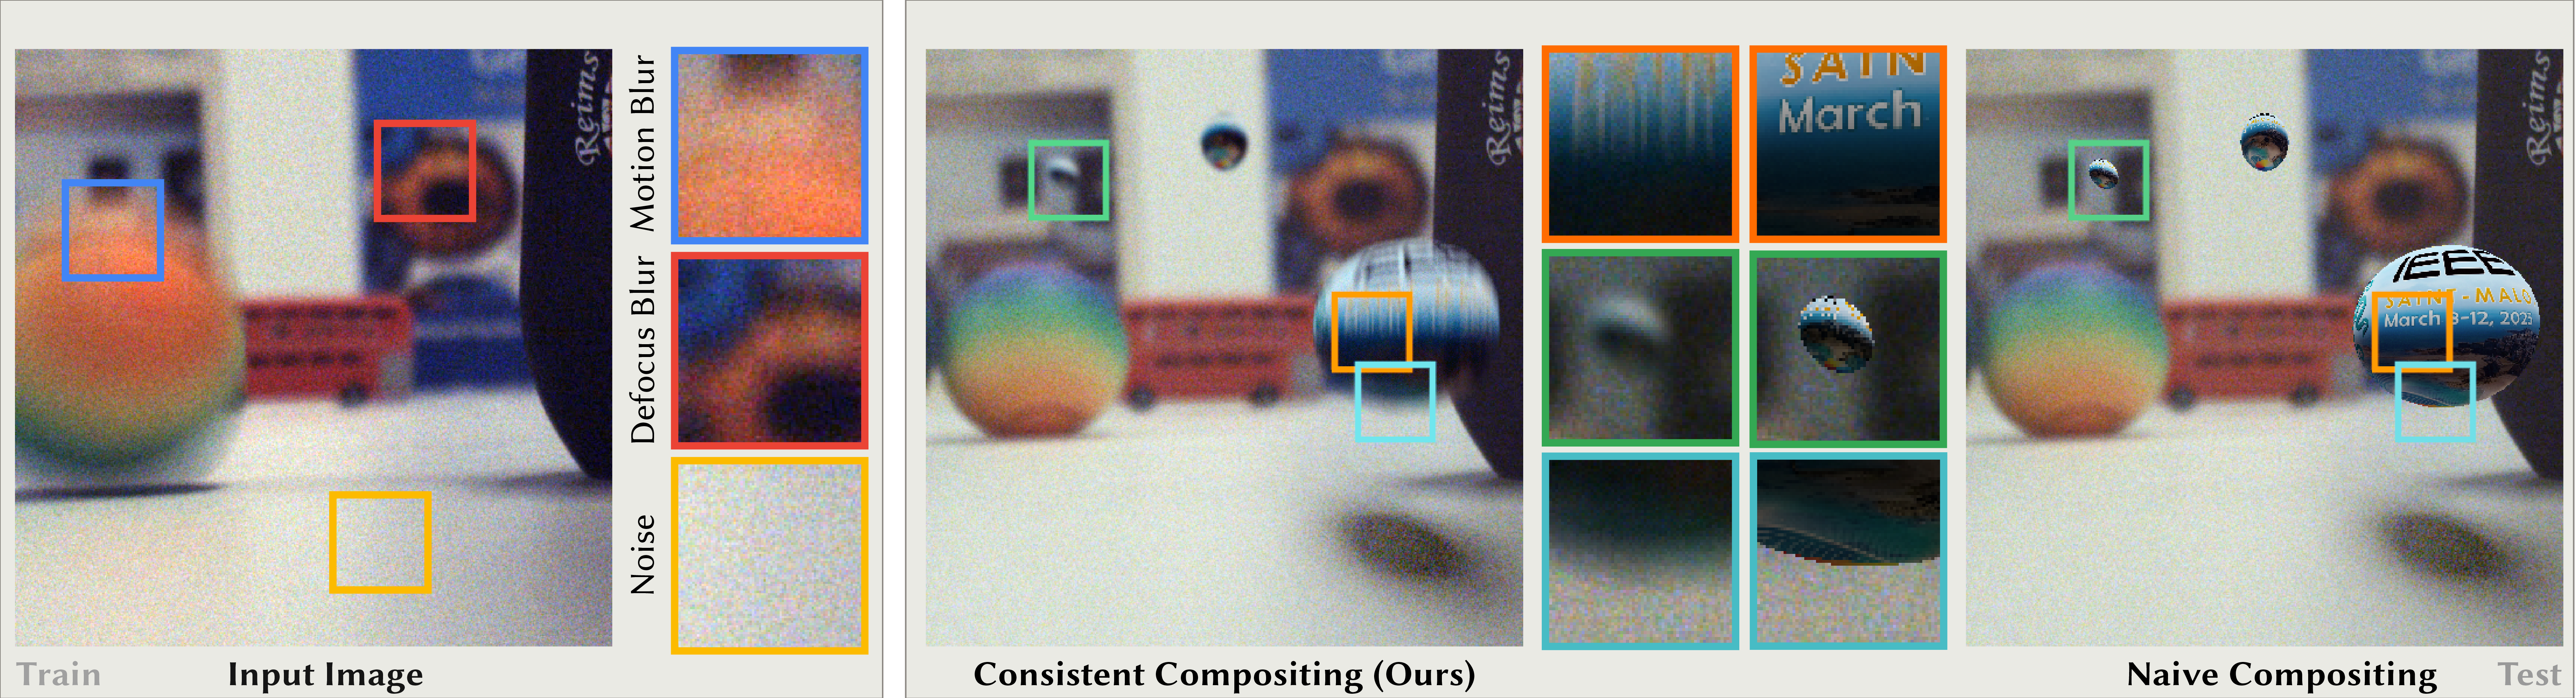 Reims
Motion Blur
Defocus Blur
Noise
Train
Input Image
Reims
SAIN
March
Reims
IEEE
SAINT-MALO
March 8-12, 2025
Consistent Compositing (Ours)
Naive Compositing
Test